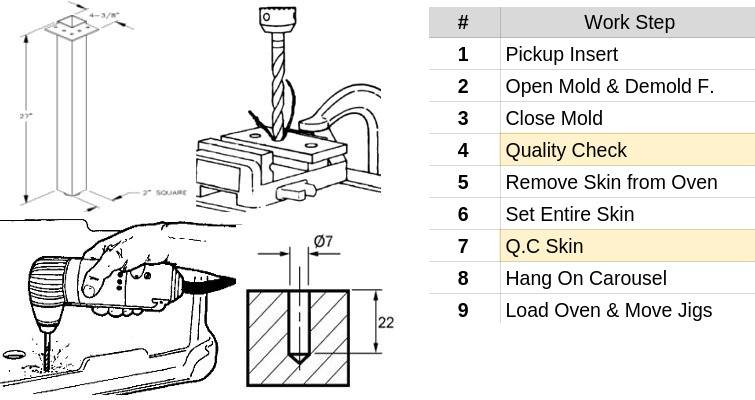 4-3/8"
27"
2" SQUARE
Ø7
22
# Work Step
1 Pickup Insert
2 Open Mold & Demold F.
3 Close Mold
4 Quality Check
5 Remove Skin from Oven
6 Set Entire Skin
7 Q.C Skin
8 Hang On Carousel
9 Load Oven & Move Jigs